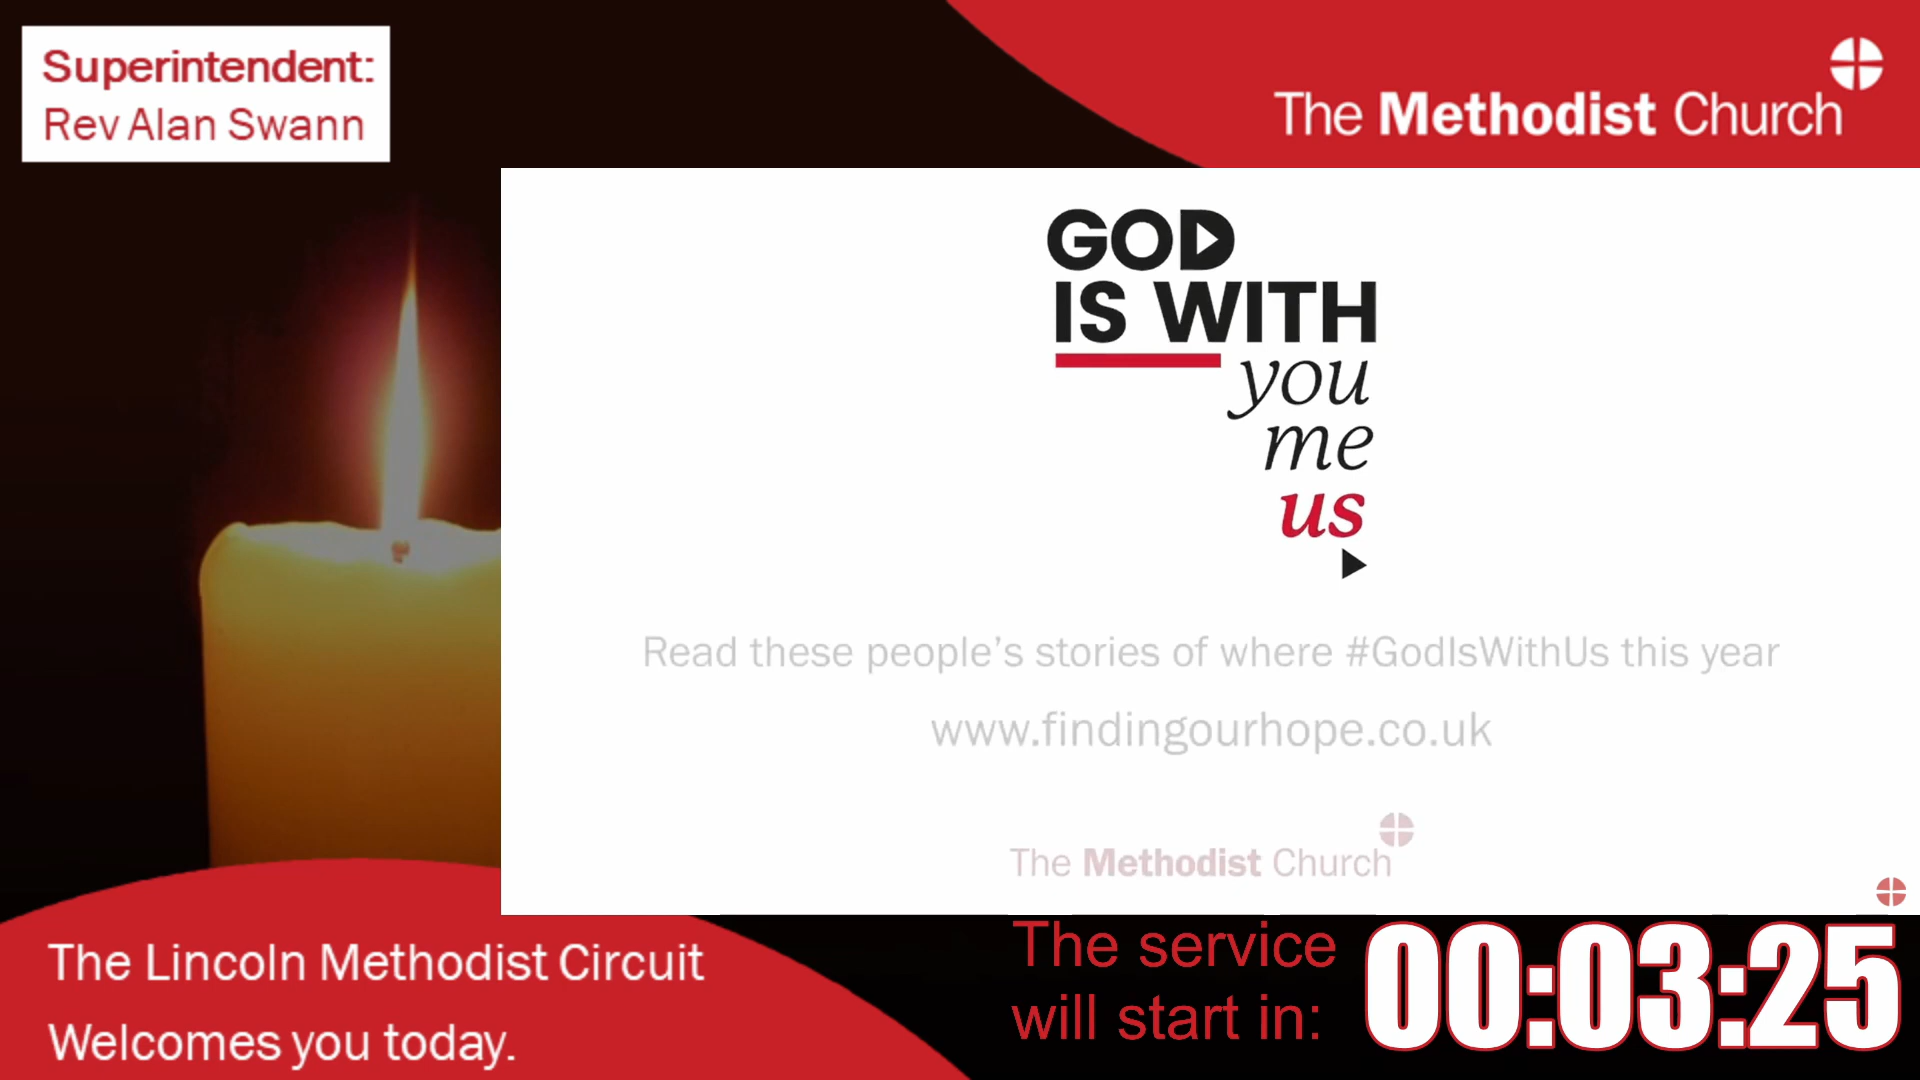 Superintendent:
Rev Alan Swann
The Methodist Church
GOD
IS WITH
you
me
us
Read these people's stories of where #GodIsWithUs this year
www.findingourhope.co.uk
The Methodist Church
The Lincoln Methodist Circuit
Welcomes you today.
The service
will start in:
00:03:25